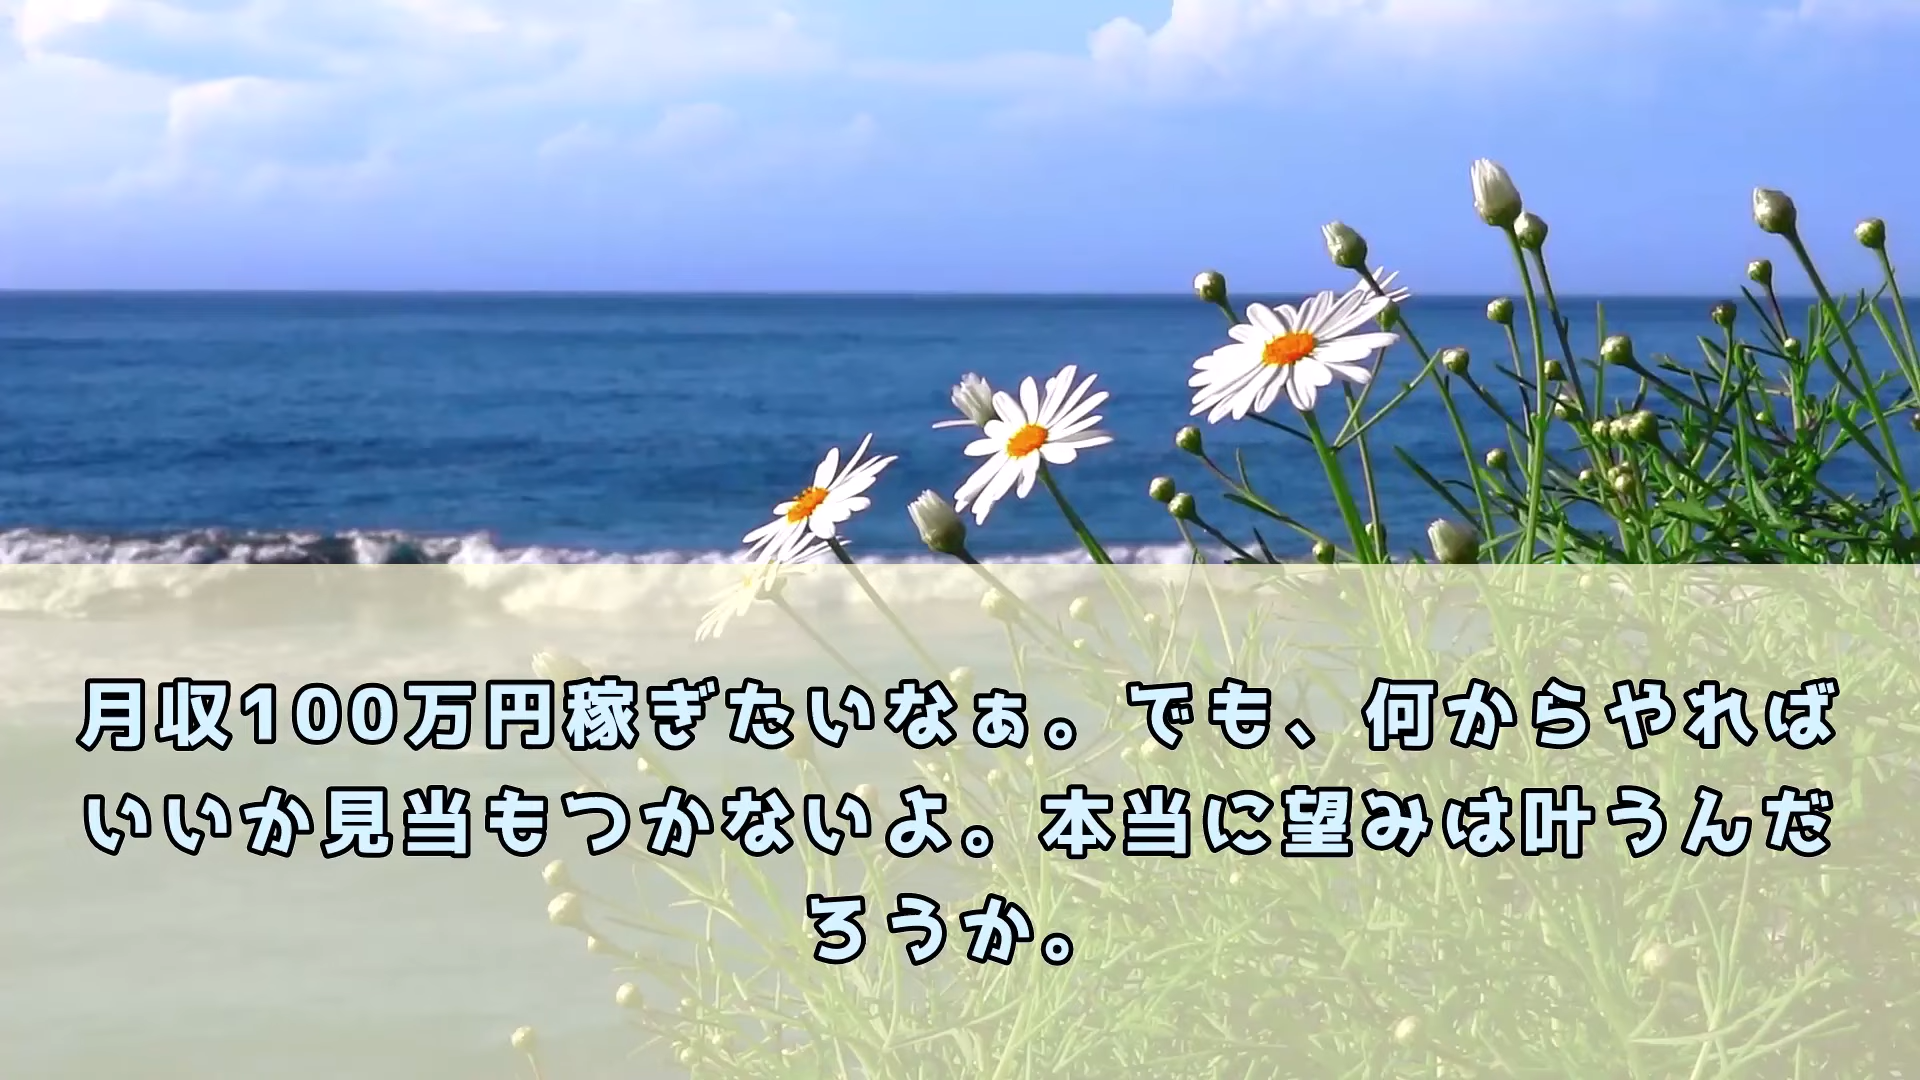 月収100万円稼ぎたいなぁ。でも、何からやれば
いいか見当もつかないよ。本当に望みは叶うんだ
ろうか。